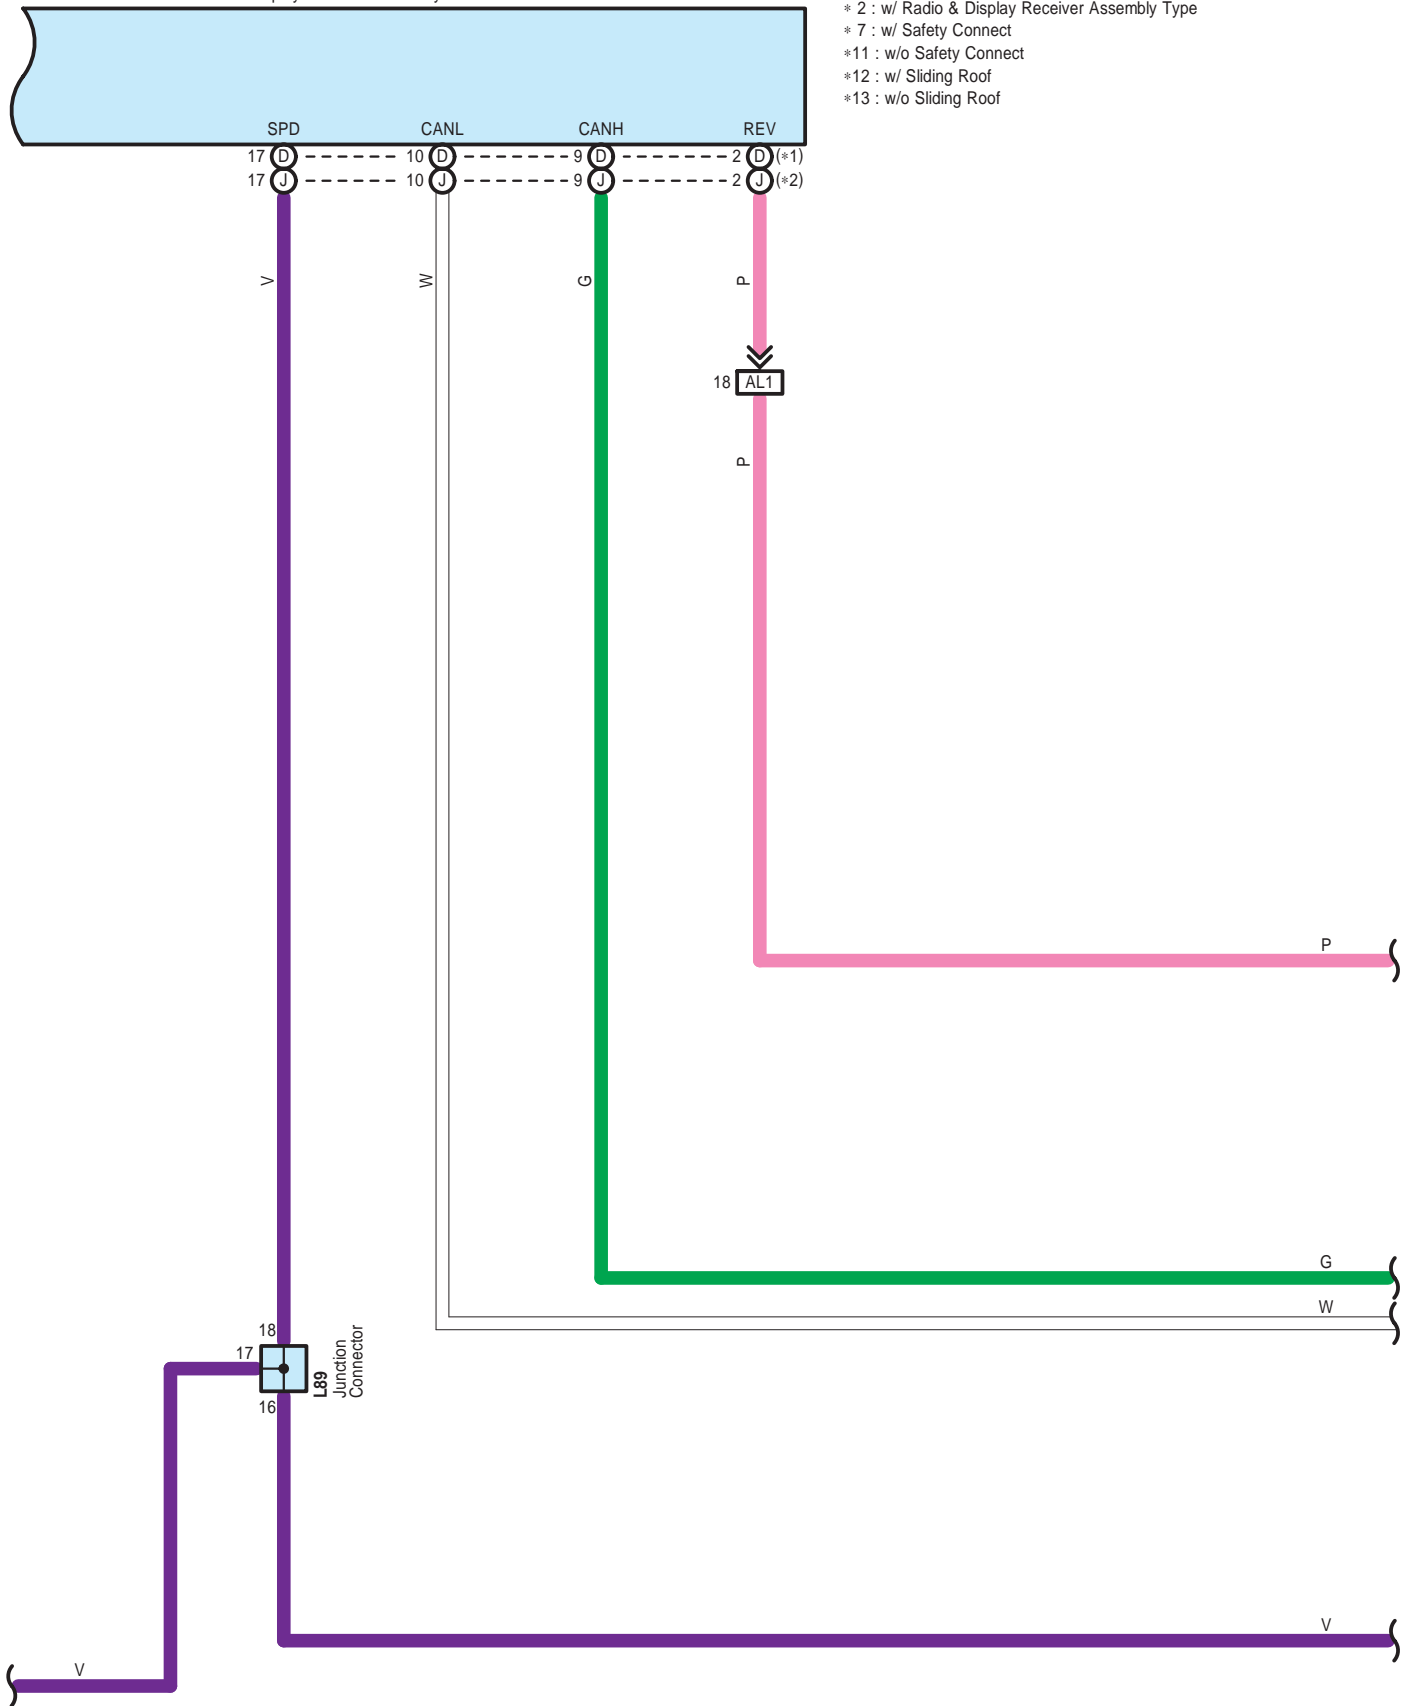 ∗ 2 : w/ Radio & Display Receiver Assembly Type
∗ 7 : w/ Safety Connect
∗11 : w/o Safety Connect
∗12 : w/ Sliding Roof
∗13 : w/o Sliding Roof
SPD CANL CANH REV
17 D 10 D 9 D 2 D (∗1)
17 J 10 J 9 J 2 J (∗2)
V W G P
18 AL1
P
P
G
W
18
17
L89
Junction
Connector
16
V
V